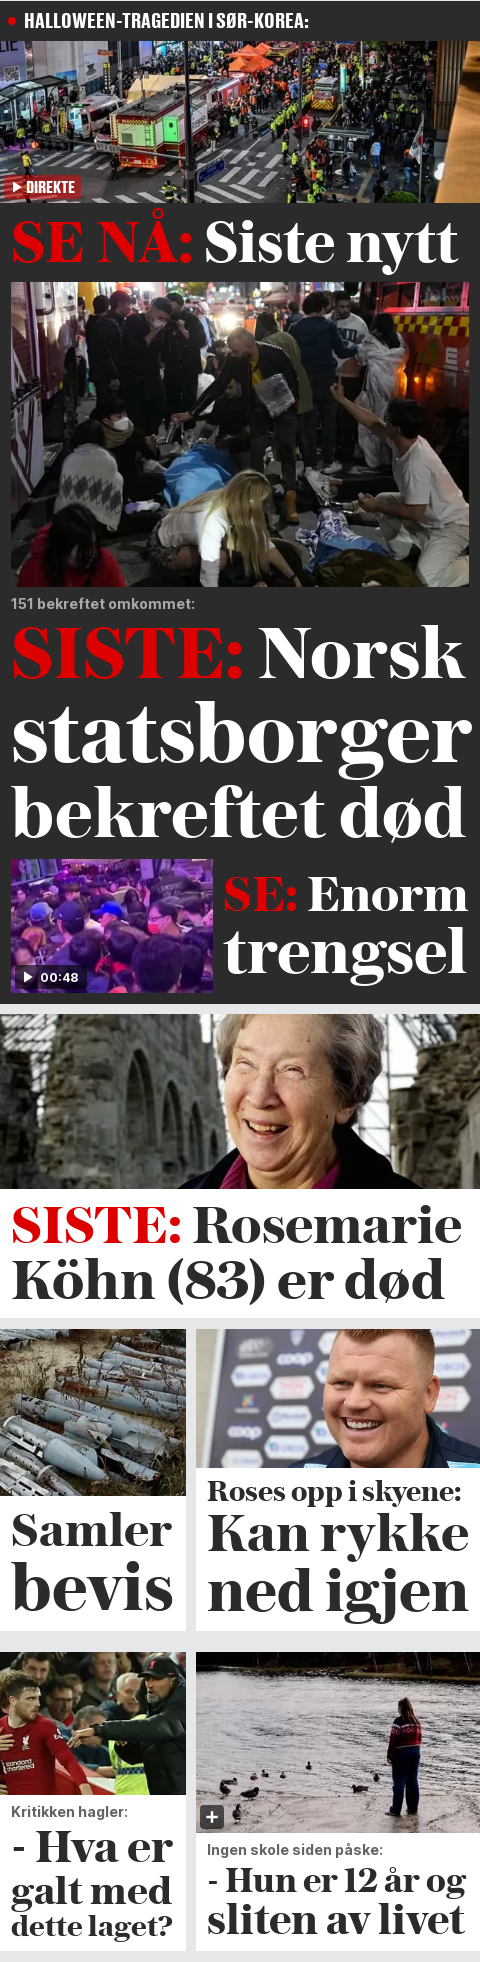 HALLOWEEN-TRAGEDIEN I SØR-KOREA:
DIREKTE
SE NÅ: Siste nytt
151 bekreftet omkommet:
SISTE: Norsk
statsborger
bekreftet død
00:48
SE: Enorm
trengsel
SISTE: Rosemarie
Köhn (83) er død
Samler
bevis
coop
Roses opp i skyene:
Kan rykke
ned igjen
standard
chartered
Kritikken hagler:
- Hva er
galt med
dette laget?
Ingen skole siden påske:
- Hun er 12 år og
sliten av livet